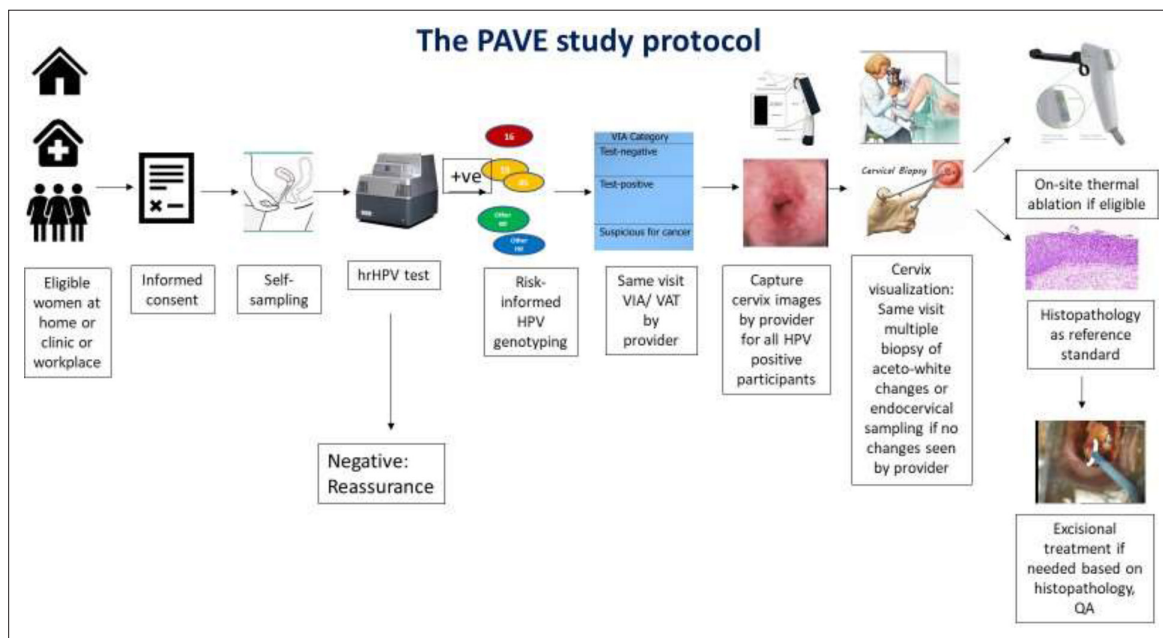 The PAVE study protocol
Eligible
women at
home or
clinic or
workplace
Informed
consent
Self-
sampling
hrHPV test
Negative:
Reassurance
+ve
16
Other
Other
Risk-
informed
HPV
genotyping
VIA Category
Test-negative
Test-positive
Suspicious for cancer
Same visit
VIA/ VAT
by
provider
Capture
cervix images
by provider
for all HPV
positive
participants
Cervical Biopsy
Cervix
visualization:
Same visit
multiple
biopsy of
aceto-white
changes or
endocervical
sampling if no
changes seen
by provider
On-site thermal
ablation if eligible
Histopathology
as reference
standard
Excisional
treatment if
needed based on
histopathology,
QA